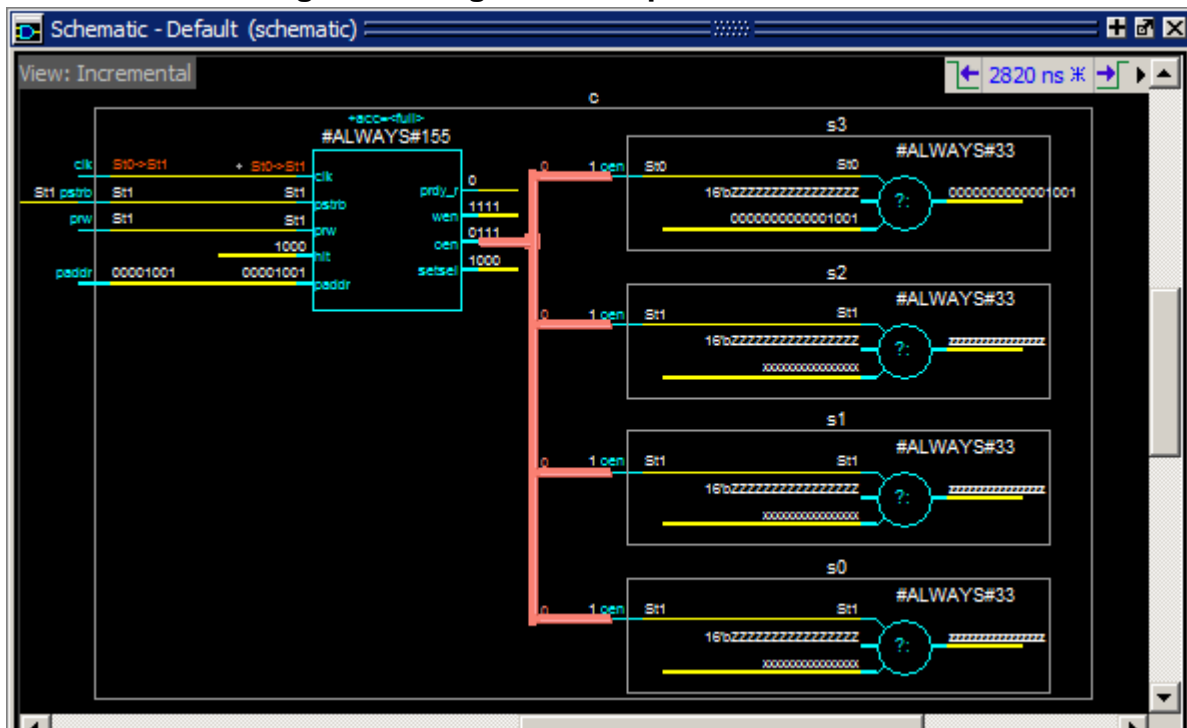 Schematic - Default (schematic)
View: Incremental
2820 ns
c
+acc=<full>
#ALWAYS#155
clk St0->St1 + St0->St1 clk
St1 pstrb St1 St1 pstrb
prw St1 St1 prw
1000 hit
paddr 00001001 00001001 paddr
prdy_r 0
wen 1111
oen 0111
setsel 1000
s3
#ALWAYS#33
0 1 oen St0 St0
16'bZZZZZZZZZZZZZZZZ ?: 0000000000001001
0000000000001001
s2
#ALWAYS#33
0 1 oen St1 St1
16'bZZZZZZZZZZZZZZZZ ?: zzzzzzzzzzzzzzzz
xxxxxxxxxxxxxxxx
s1
#ALWAYS#33
0 1 oen St1 St1
16'bZZZZZZZZZZZZZZZZ ?: zzzzzzzzzzzzzzzz
xxxxxxxxxxxxxxxx
s0
#ALWAYS#33
0 1 oen St1 St1
16'bZZZZZZZZZZZZZZZZ ?: zzzzzzzzzzzzzzzz
xxxxxxxxxxxxxxxx